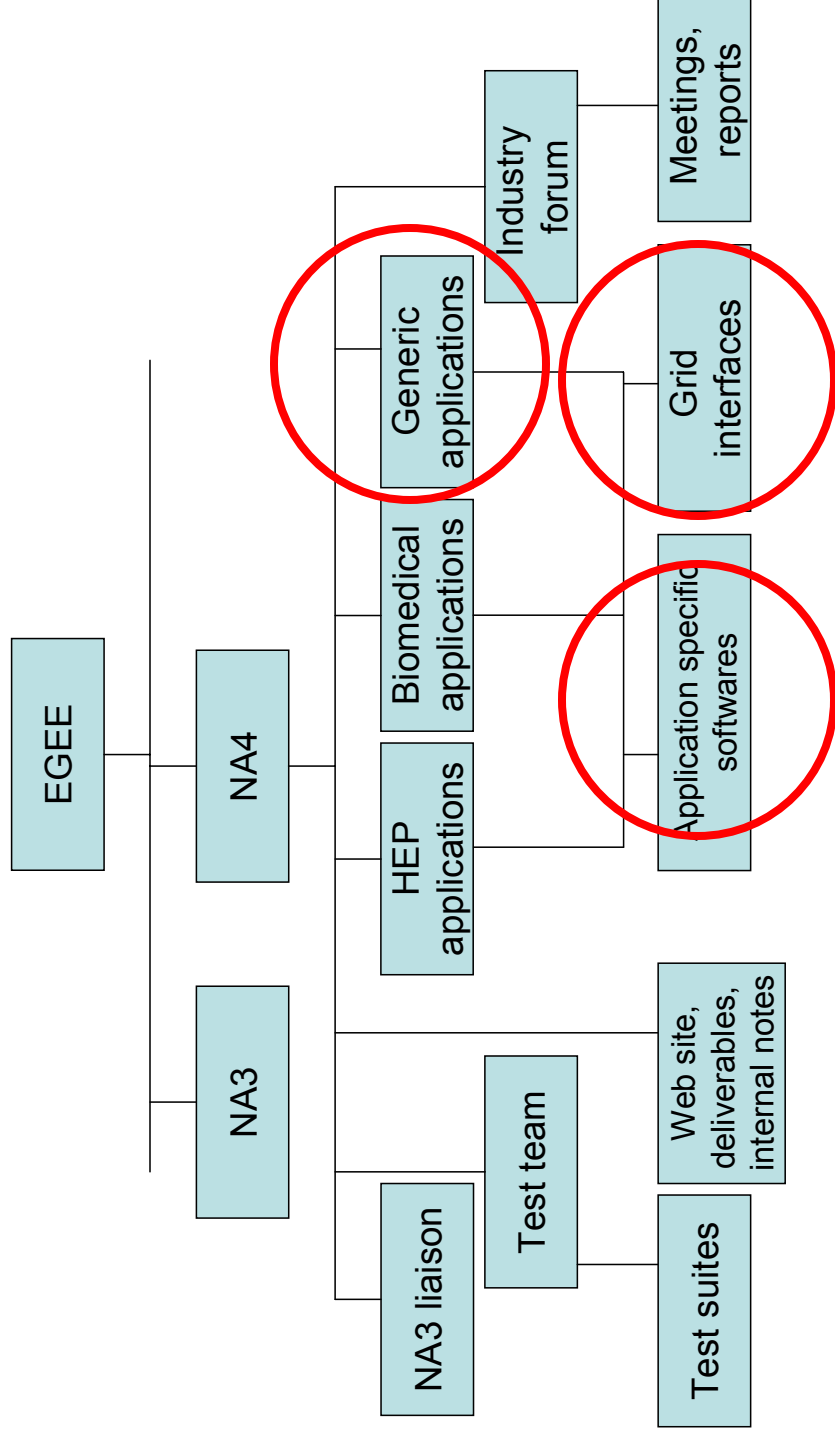 EGEE
NA3
NA4
NA3 liaison
Test team
HEP
applications
Biomedical
applications
Generic
applications
Industry
forum
Test suites
Web site,
deliverables,
internal notes
Application specific
softwares
Grid
interfaces
Meetings,
reports